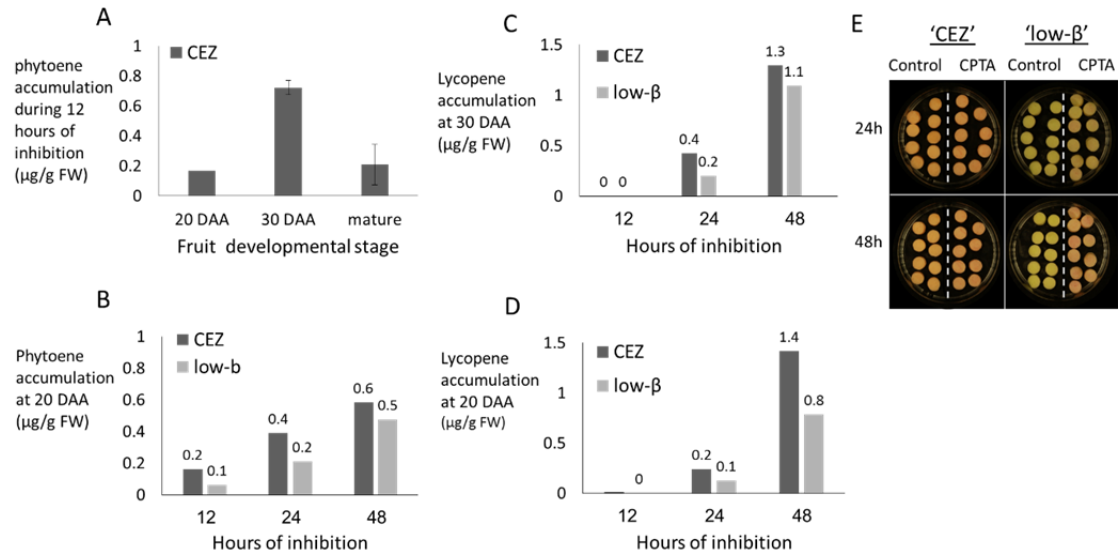 A
phytoene
accumulation
during 12
hours of
inhibition
(µg/g FW)
CEZ
1
0.8
0.6
0.4
0.2
0
20 DAA 30 DAA mature
Fruit developmental stage
B
Phytoene
accumulation
at 20 DAA
(µg/g FW)
CEZ
low-b
1
0.8
0.6
0.4
0.2
0
0.2 0.1 0.4 0.2 0.6 0.5
12 24 48
Hours of inhibition
C
Lycopene
accumulation
at 30 DAA
(µg/g FW)
CEZ
low-β
1.5
1
0.5
0
0 0 0.4 0.2 1.3 1.1
12 24 48
Hours of inhibition
D
Lycopene
accumulation
at 20 DAA
(µg/g FW)
CEZ
low-β
1.5
1
0.5
0
0 0.2 0.1 1.4 0.8
12 24 48
Hours of inhibition
E
'CEZ' 'low-β'
Control CPTA Control CPTA
24h
48h